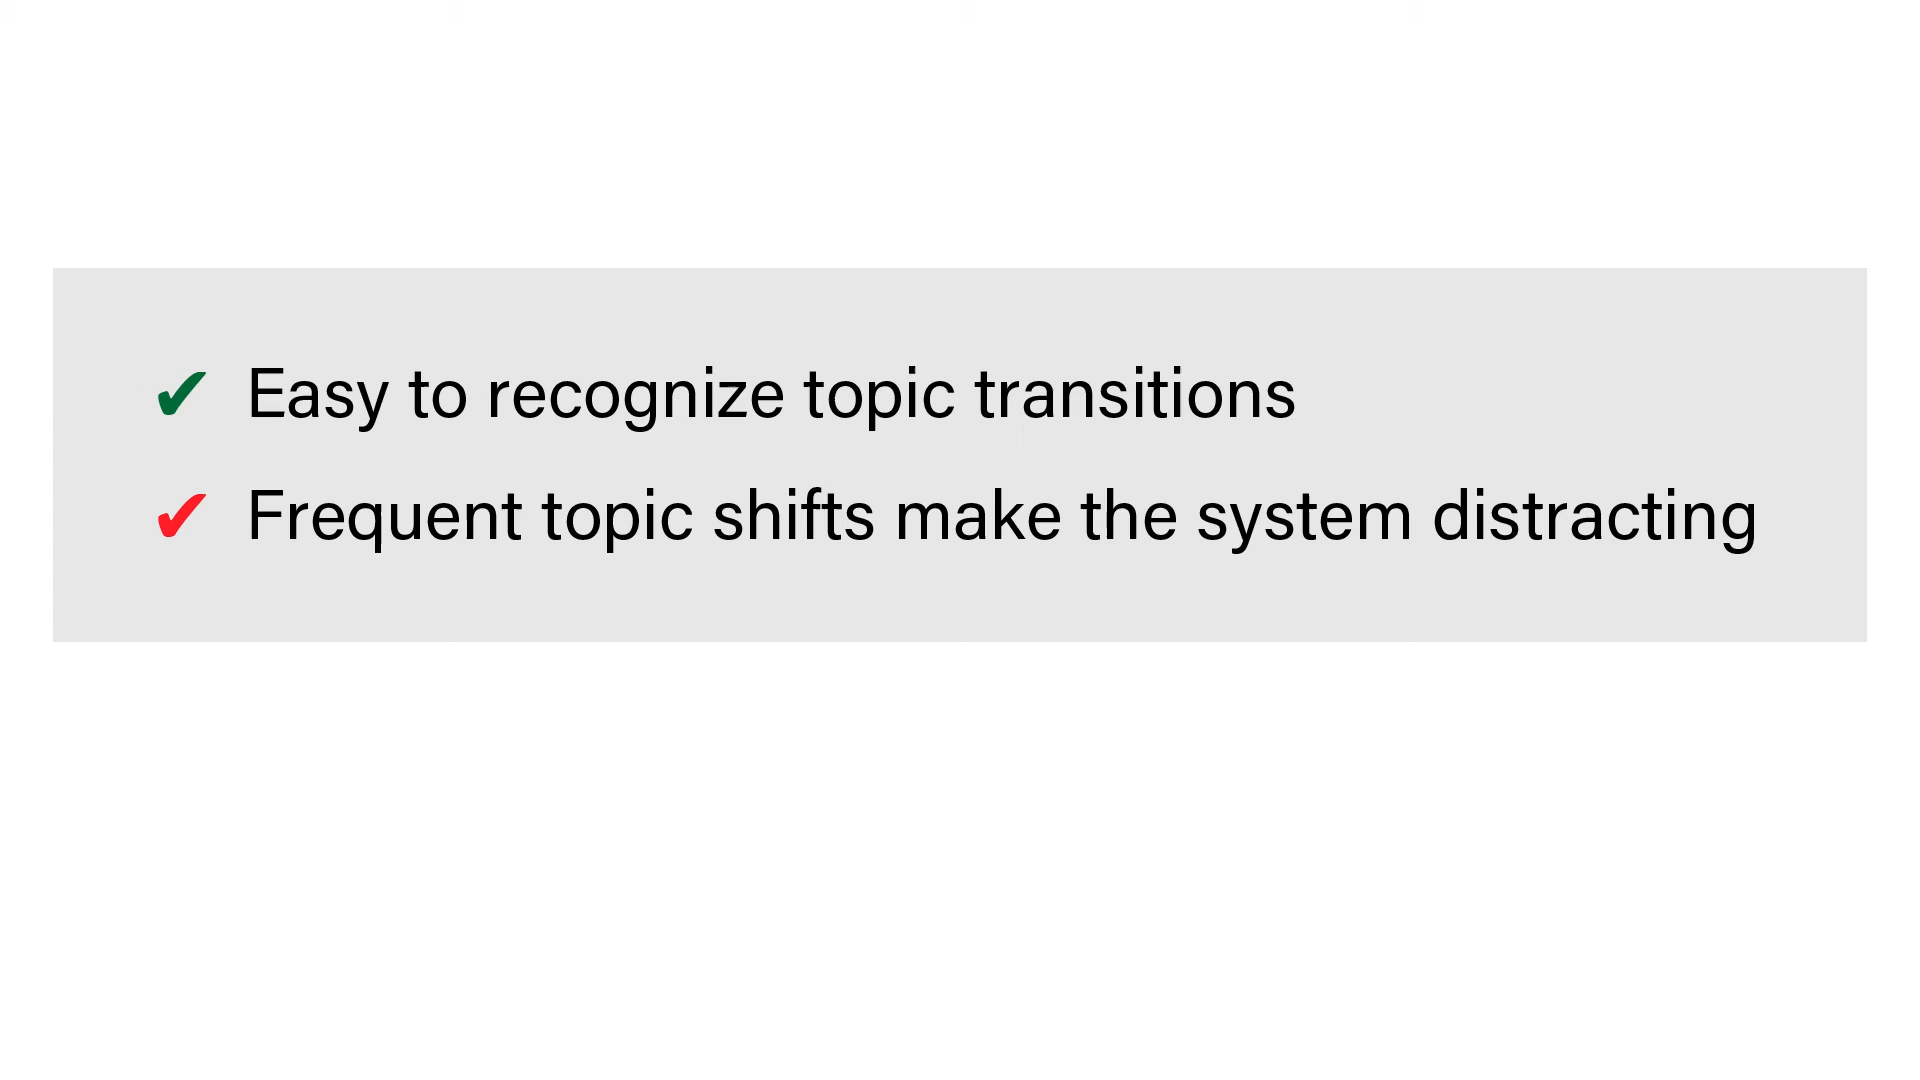 ✔ Easy to recognize topic transitions
✔ Frequent topic shifts make the system distracting